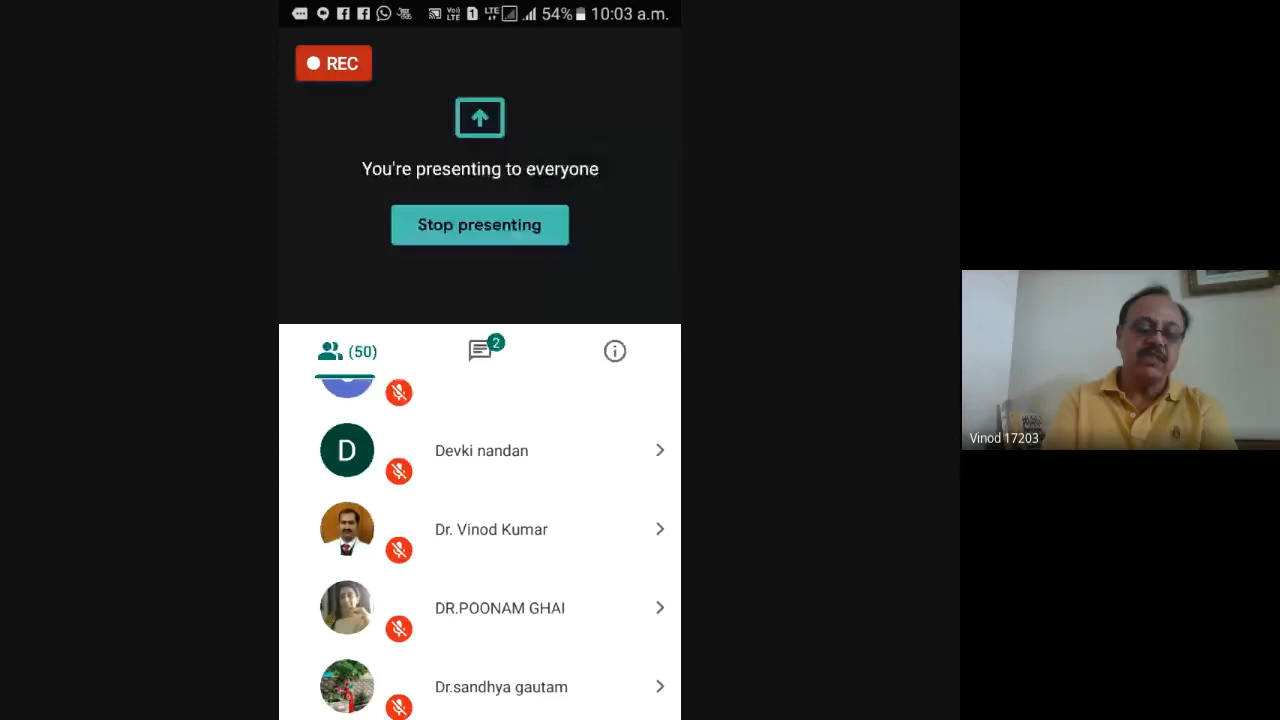 54% 10:03 a.m.
REC
You're presenting to everyone
Stop presenting
(50)
2
D
Devki nandan
Dr. Vinod Kumar
DR.POONAM GHAI
Dr.sandhya gautam
Vinod 17203